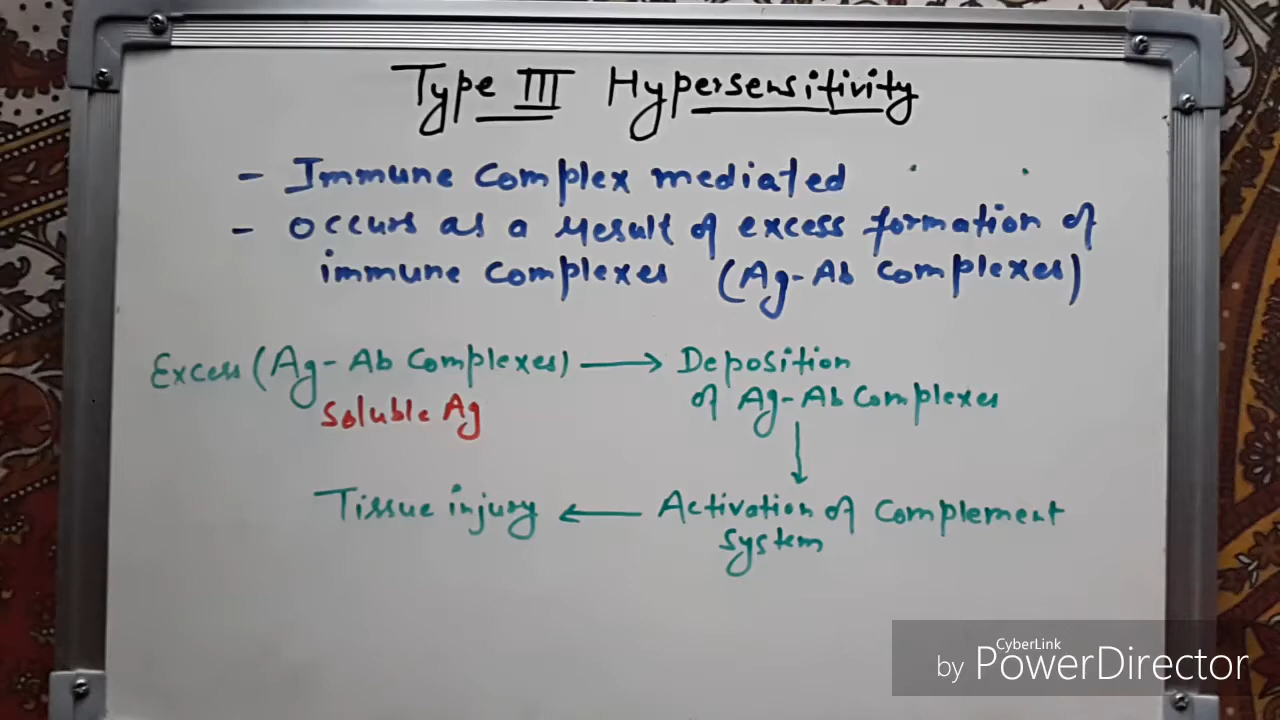 Type III Hypersensitivity
- Immune complex mediated
- Occurs as a result of excess formation of
immune complexes (Ag-Ab complexes)
Excess (Ag-Ab complexes) → Deposition
of Ag-Ab complexes
Soluble Ag
↓
Tissue injury ← Activation of complement
system
CyberLink
by PowerDirector